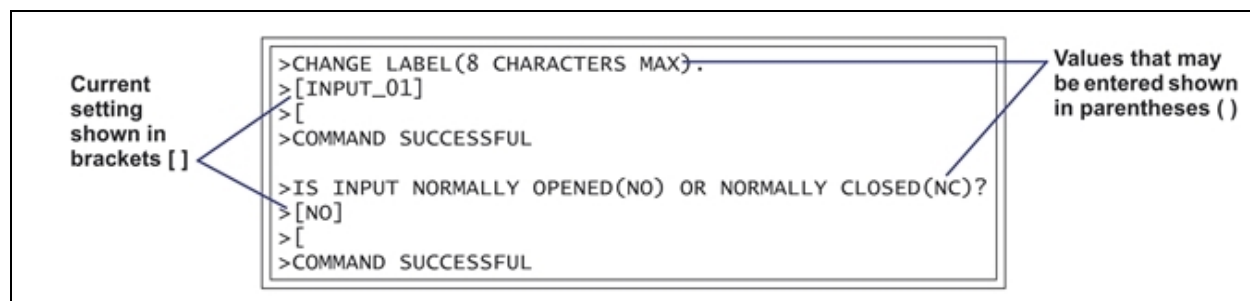 Current
setting
shown in
brackets [ ]
>CHANGE LABEL(8 CHARACTERS MAX).
>[INPUT_01]
>[
>COMMAND SUCCESSFUL
>IS INPUT NORMALLY OPENED(NO) OR NORMALLY CLOSED(NC)?
>[NO]
>[
>COMMAND SUCCESSFUL
Values that may
be entered shown
in parentheses ( )